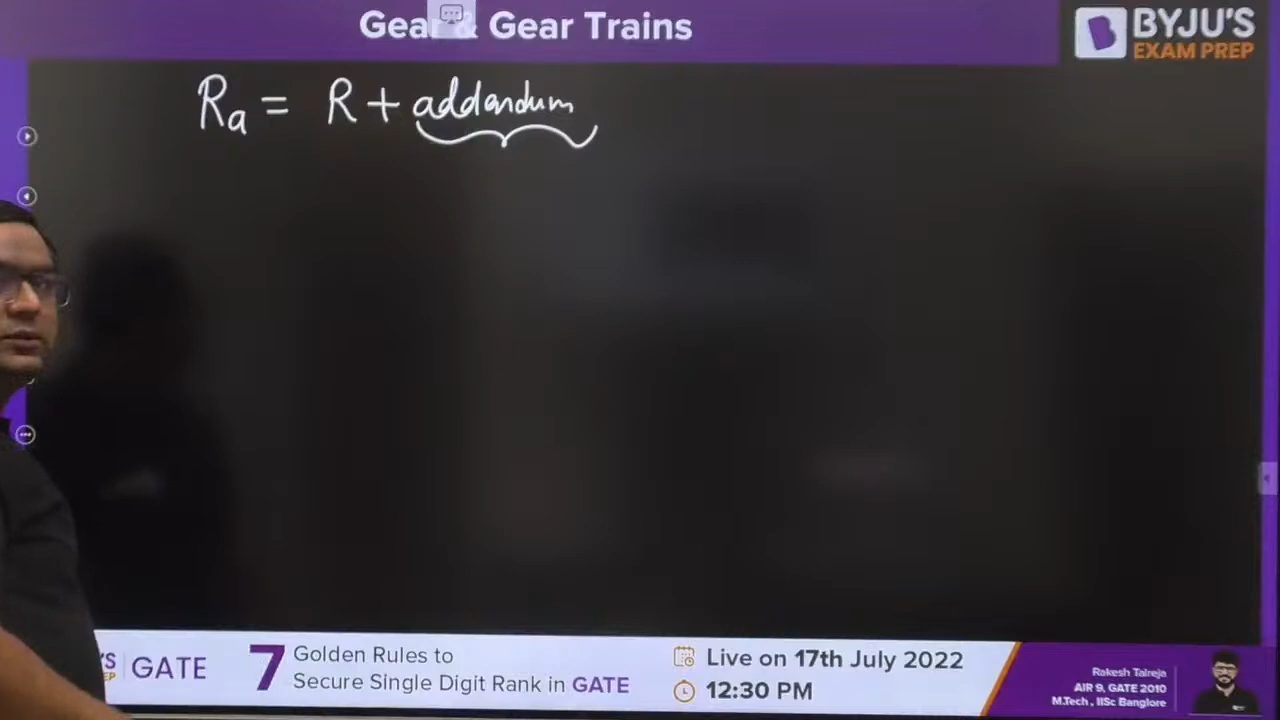 Gear & Gear Trains
BYJU'S
EXAM PREP
Ra = R + addendum
'S
EP
GATE
7
Golden Rules to
Secure Single Digit Rank in GATE
Live on 17th July 2022
12:30 PM
Rakesh Talreja
AIR 9, GATE 2010
M.Tech , IISc Banglore